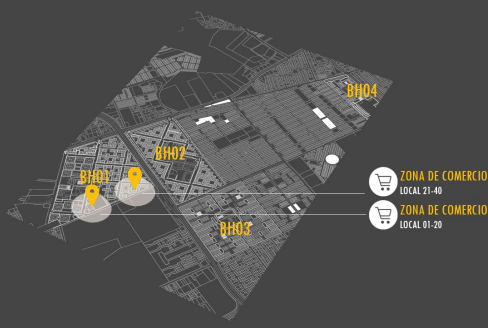 BH04
BH02
BH01
ZONA DE COMERCIO
LOCAL 21-40
ZONA DE COMERCIO
LOCAL 01-20
BH03